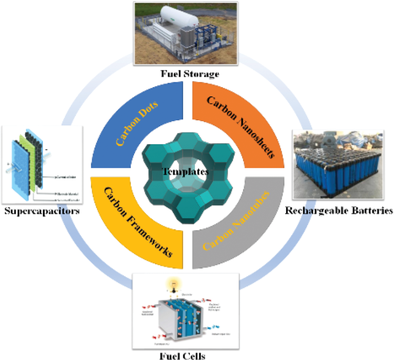 Fuel Storage
Carbon Dots
Carbon Nanosheets
Templates
Supercapacitors
Rechargeable Batteries
Carbon Frameworks
Carbon Nanotubes
Fuel Cells